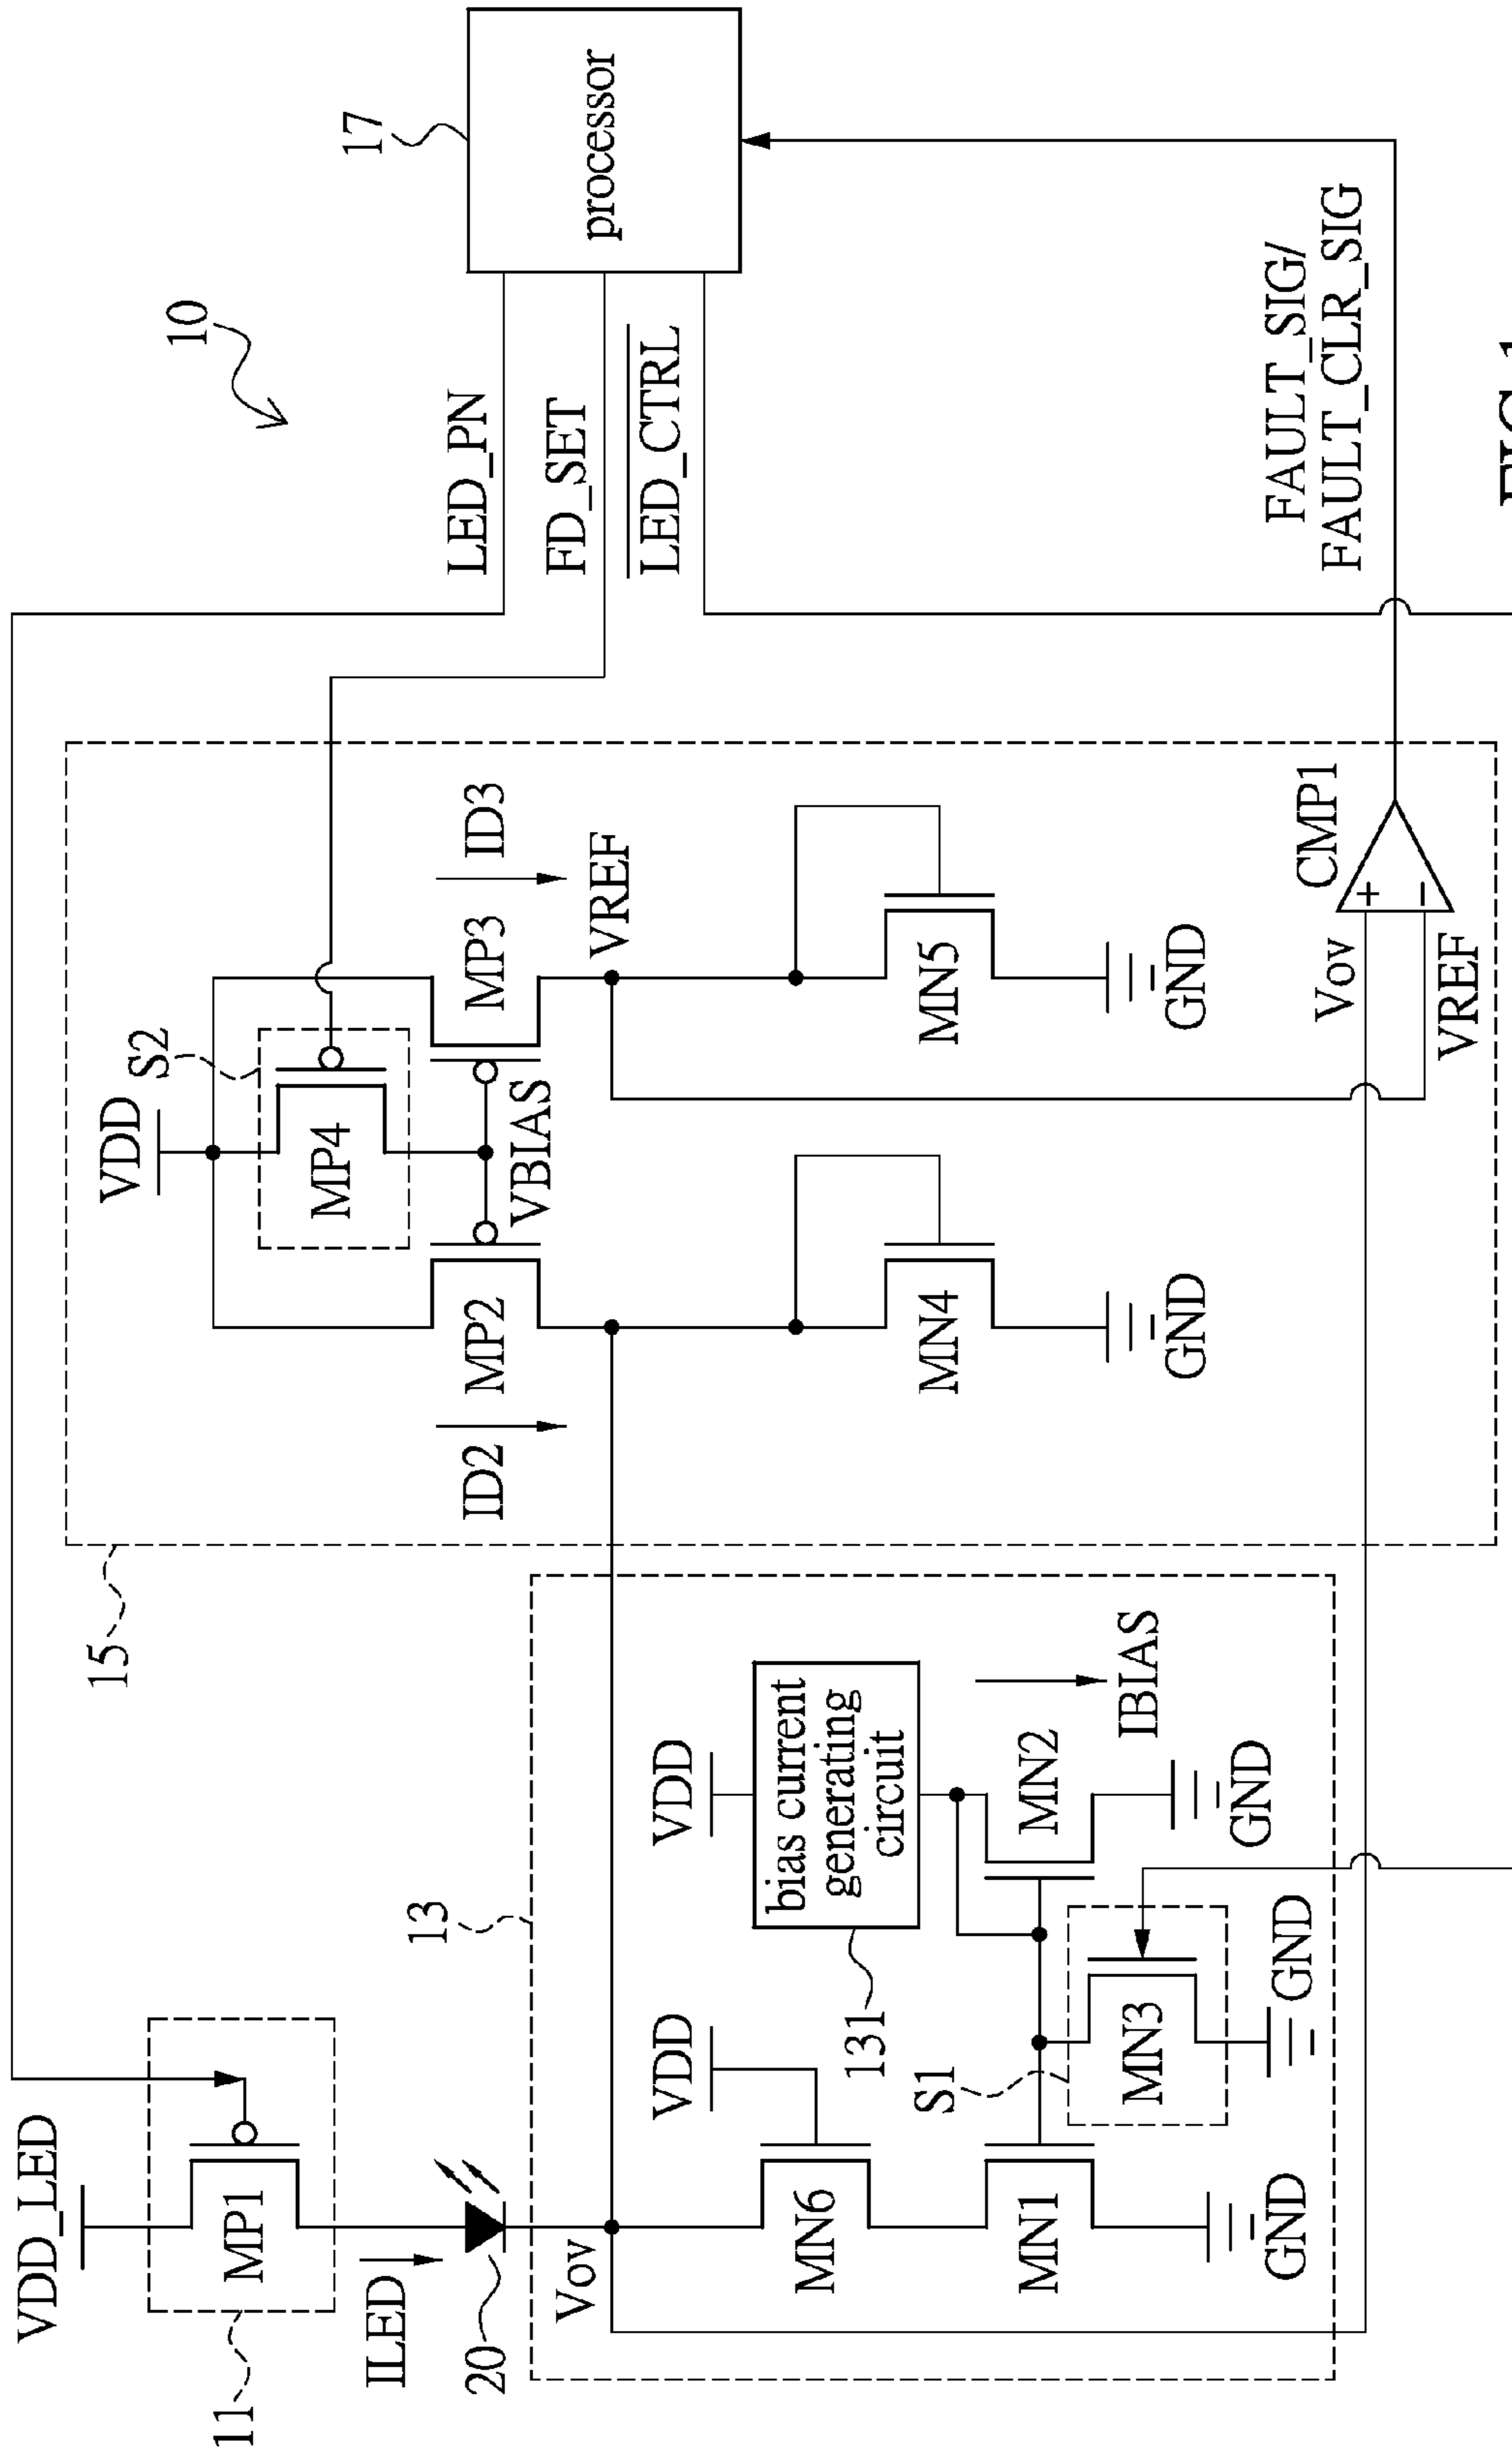 10
VDD_LED
MP1
11
ILED
20
Vov
13
VDD
MN6
MN1
GND
131
S1
MN3
GND
VDD
bias current
generating
circuit
MN2
IBIAS
GND
15
VDD
S2
MP4
ID2
MP2
VBIAS
MP3
ID3
VREF
MN4
GND
MN5
GND
Vov
VREF
+
−
CMP1
17
processor
LED_PN
FD_SET
LED_CTRL
FAULT_SIG/
FAULT_CLR_SIG